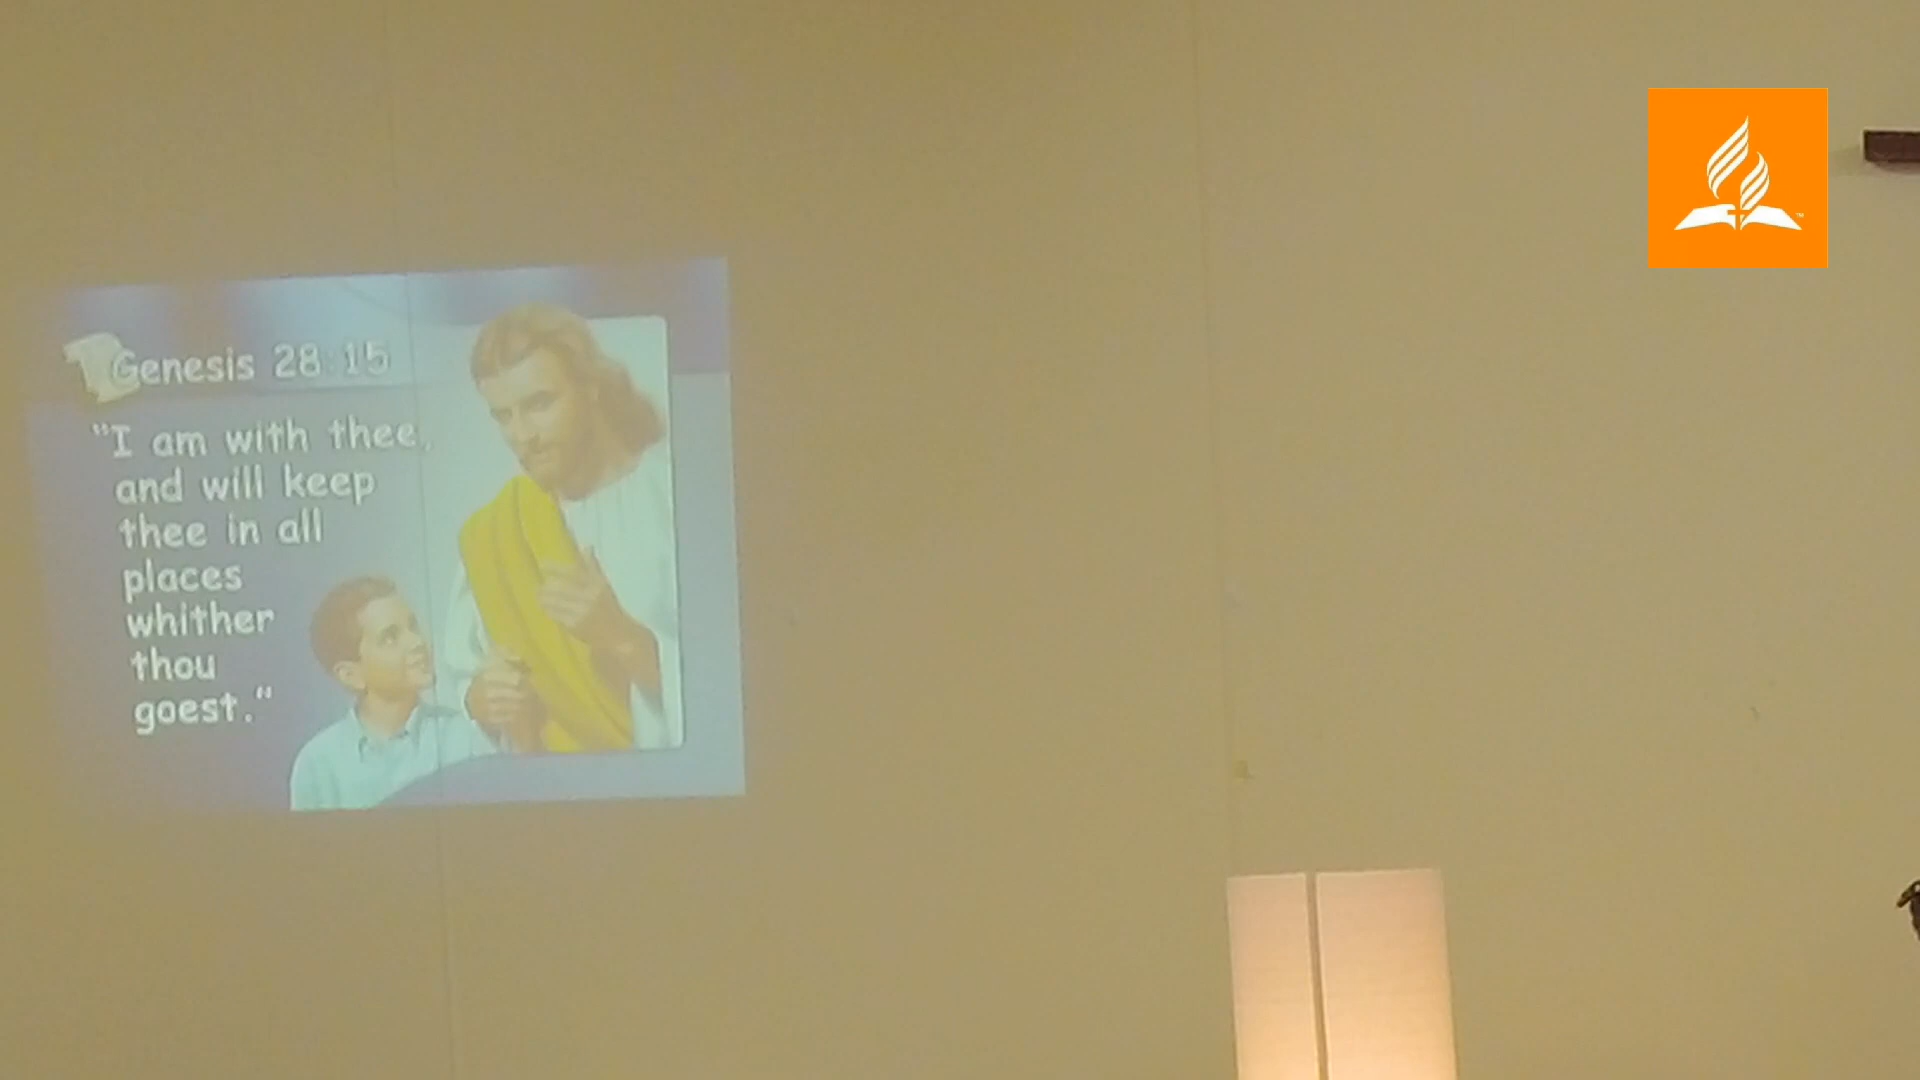 Genesis 28:15
"I am with thee,
and will keep
thee in all
places
whither
thou
goest."